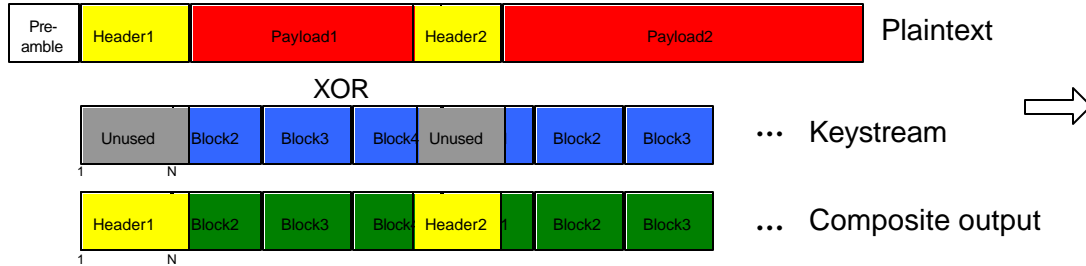 Pre-
amble
Header1
Payload1
Header2
Payload2
Plaintext
XOR
Unused
Block2
Block3
Block4
Unused
Block2
Block3
... Keystream
1
N
Header1
Block2
Block3
Block
Header2
1
Block2
Block3
... Composite output
1
N